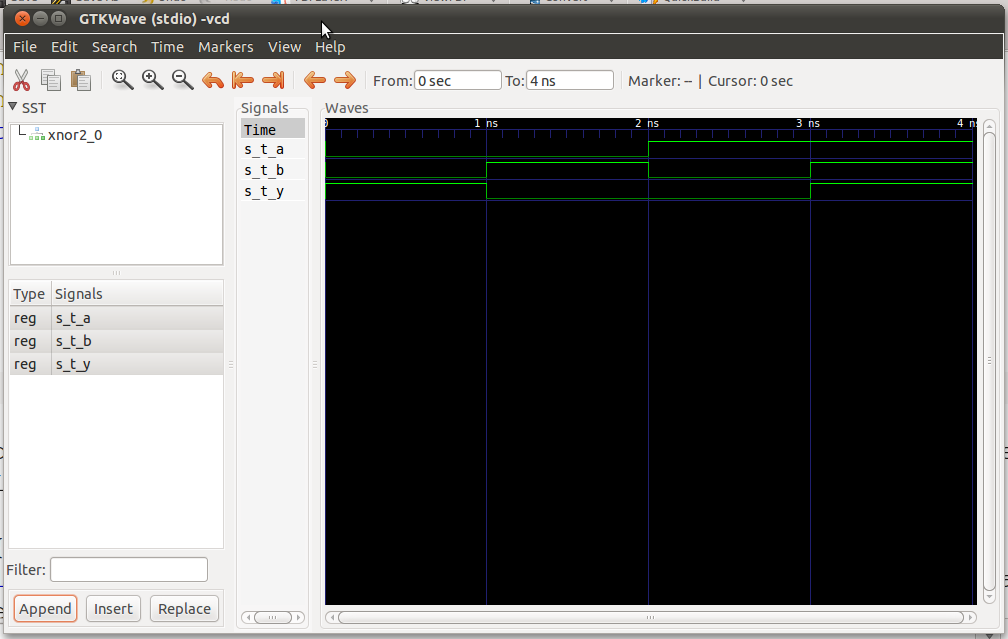 GTKWave (stdio) -vcd
File Edit Search Time Markers View Help
From: 0 sec To: 4 ns Marker: -- | Cursor: 0 sec
SST
xnor2_0
Type Signals
reg s_t_a
reg s_t_b
reg s_t_y
Filter:
Append Insert Replace
Signals
Time
s_t_a
s_t_b
s_t_y
Waves
0 1 ns 2 ns 3 ns 4 n